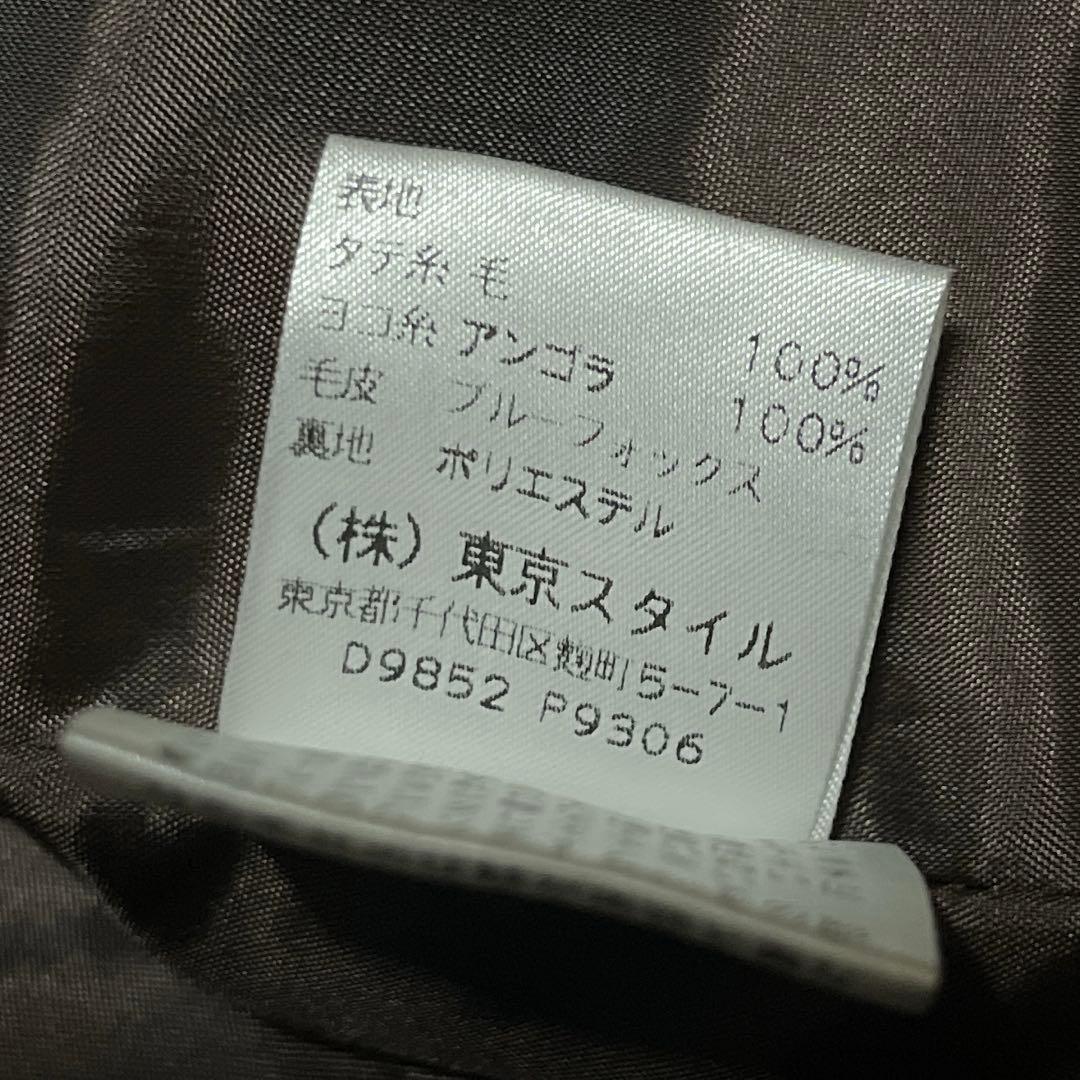 表地
タテ糸 毛 100%
ヨコ糸 アンゴラ 100%
毛皮 ブルーフォックス
裏地 ポリエステル
(株) 東京スタイル
東京都千代田区麹町5-7-1
D9852 P9306